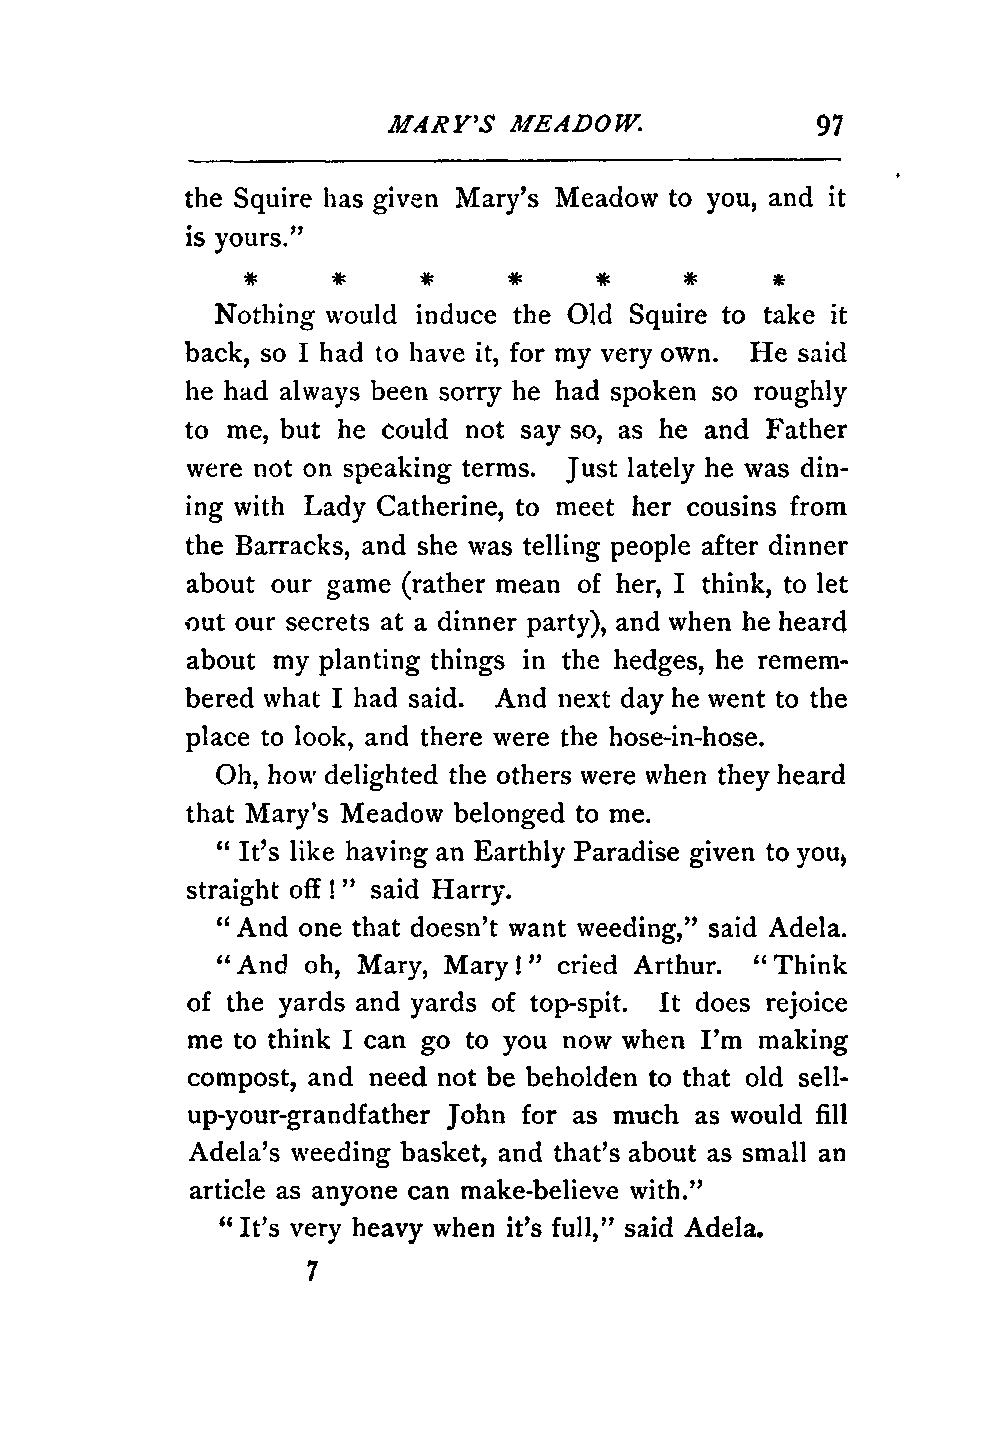 MARY'S MEADOW. 97
the Squire has given Mary's Meadow to you, and it
is yours."
* * * * * * *
Nothing would induce the Old Squire to take it
back, so I had to have it, for my very own. He said
he had always been sorry he had spoken so roughly
to me, but he could not say so, as he and Father
were not on speaking terms. Just lately he was din-
ing with Lady Catherine, to meet her cousins from
the Barracks, and she was telling people after dinner
about our game (rather mean of her, I think, to let
out our secrets at a dinner party), and when he heard
about my planting things in the hedges, he remem-
bered what I had said. And next day he went to the
place to look, and there were the hose-in-hose.
Oh, how delighted the others were when they heard
that Mary's Meadow belonged to me.
"It's like having an Earthly Paradise given to you,
straight off!" said Harry.
"And one that doesn't want weeding," said Adela.
"And oh, Mary, Mary!" cried Arthur. "Think
of the yards and yards of top-spit. It does rejoice
me to think I can go to you now when I'm making
compost, and need not be beholden to that old sell-
up-your-grandfather John for as much as would fill
Adela's weeding basket, and that's about as small an
article as anyone can make-believe with."
"It's very heavy when it's full," said Adela.
7